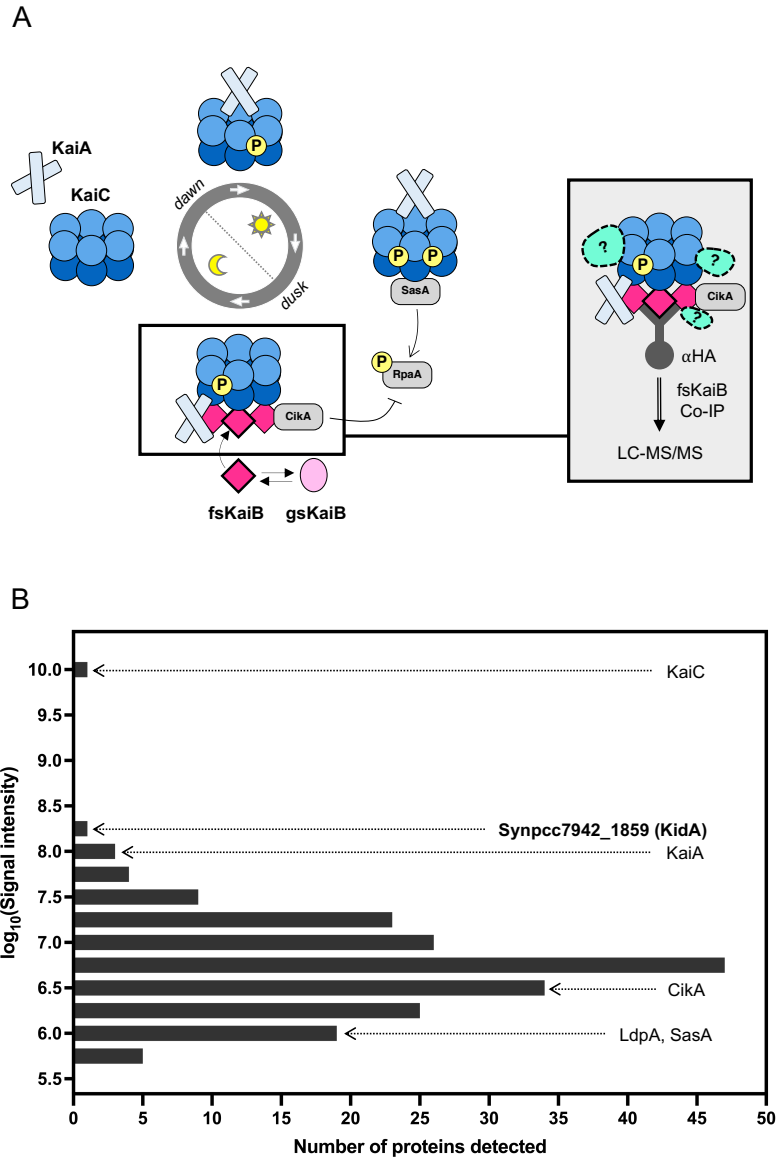 A
KaiA
KaiC
P
dawn
dusk
P
P
SasA
P
RpaA
P
CikA
fsKaiB
gsKaiB
?
?
P
CikA
?
αHA
fsKaiB
Co-IP
LC-MS/MS
B
log10(Signal intensity)
10.0
KaiC
9.5
9.0
8.5
Synpcc7942_1859 (KidA)
8.0
KaiA
7.5
7.0
6.5
CikA
6.0
LdpA, SasA
5.5
0 5 10 15 20 25 30 35 40 45 50
Number of proteins detected